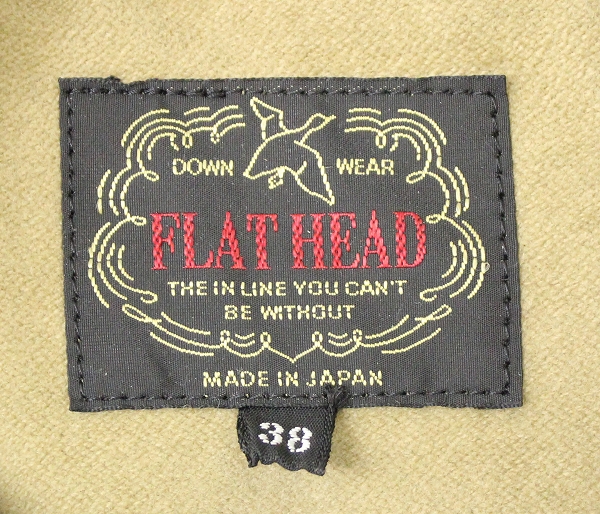 DOWN WEAR
FLAT HEAD
THE IN LINE YOU CAN'T
BE WITHOUT
MADE IN JAPAN
38